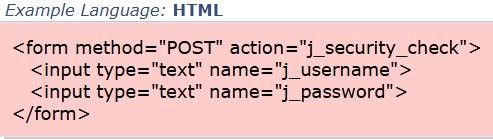 Example Language: HTML
<form method="POST" action="j_security_check">
<input type="text" name="j_username">
<input type="text" name="j_password">
</form>